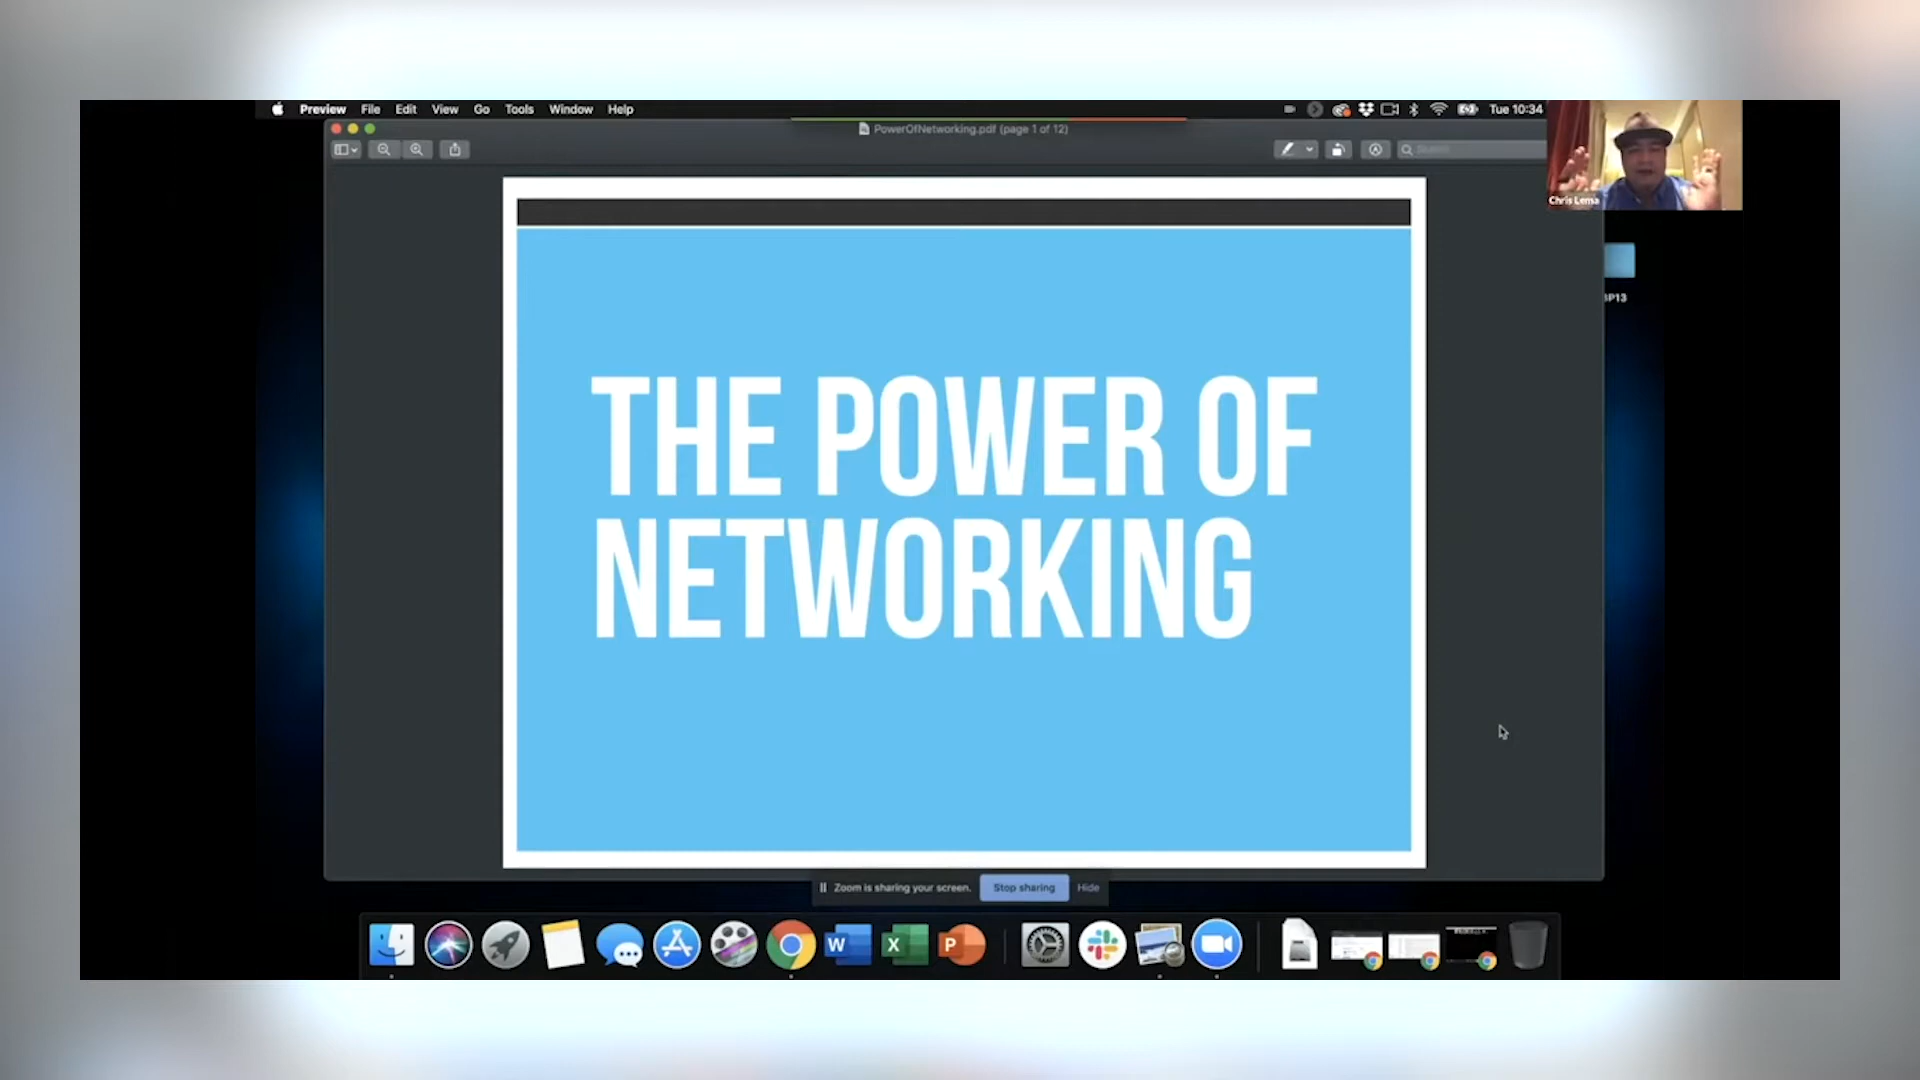 Preview File Edit View Go Tools Window Help
Tue 10:34
PowerOfNetworking.pdf (page 1 of 12)
Search
Chris Lema
THE POWER OF
NETWORKING
Zoom is sharing your screen. Stop sharing Hide
W X P